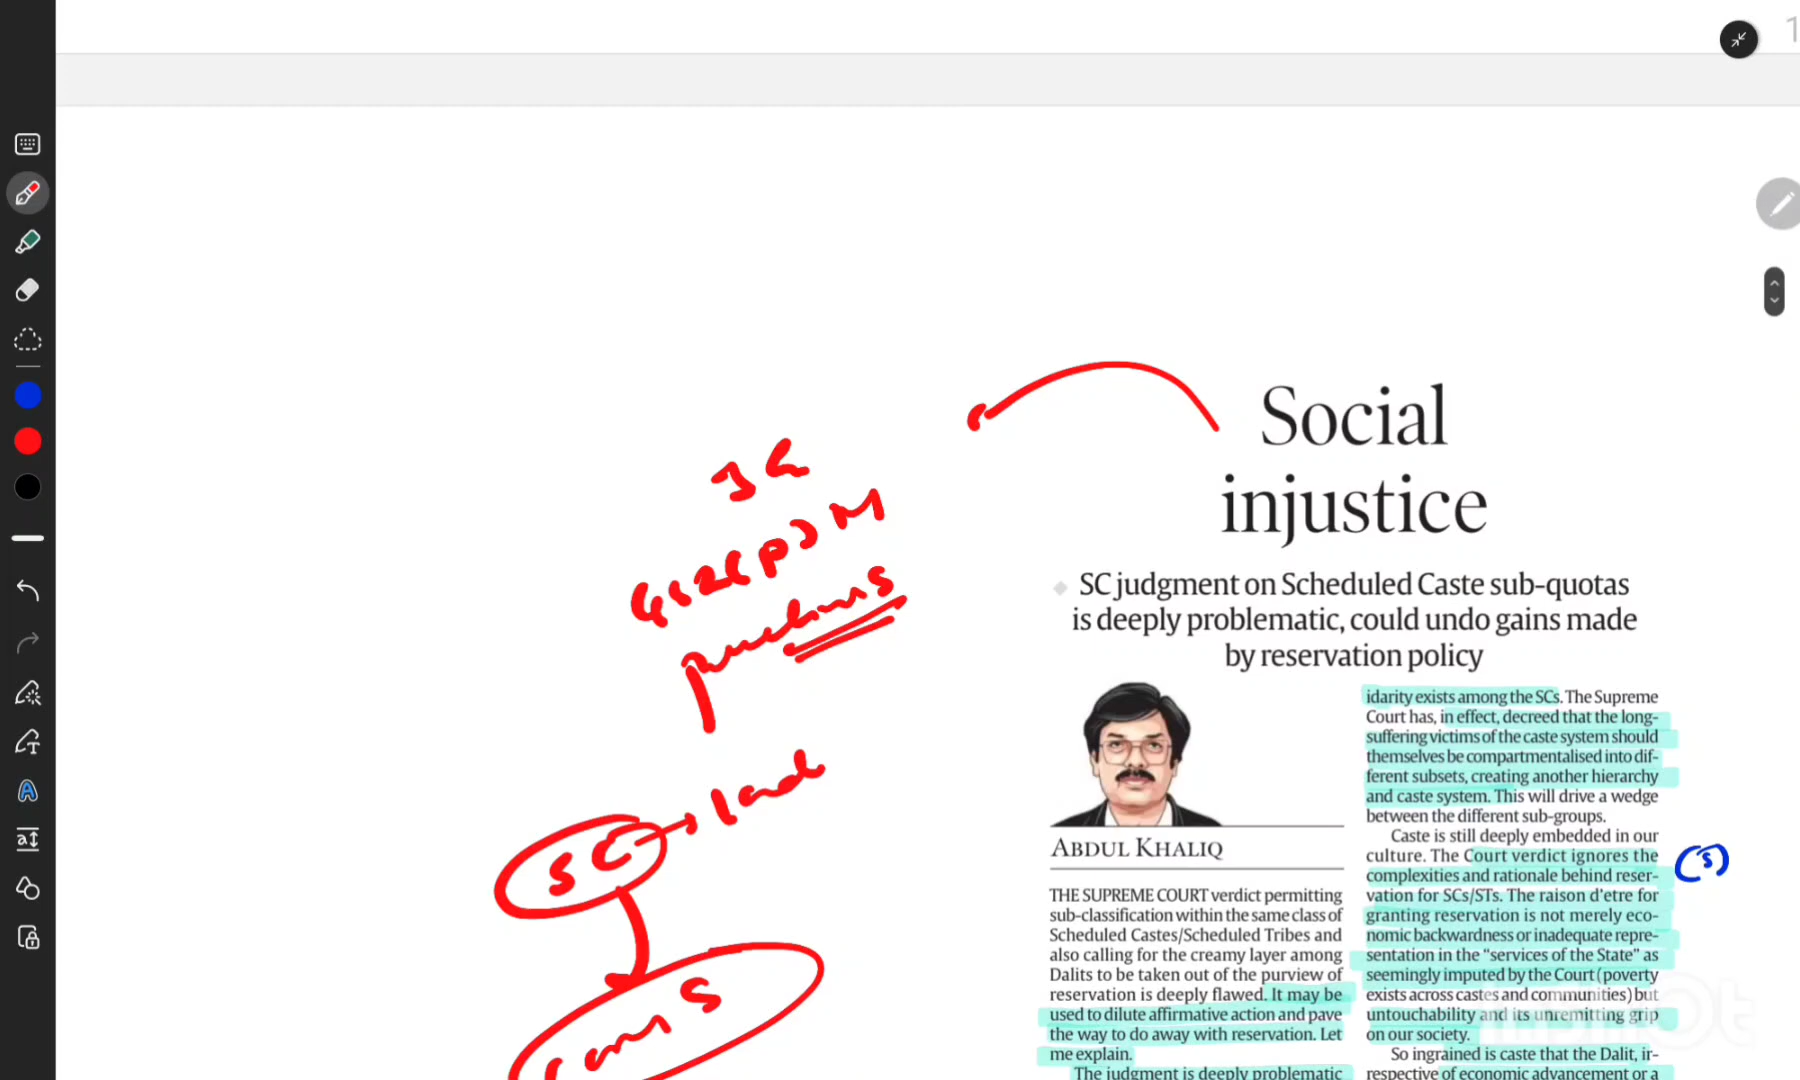 1
Social
injustice
SC judgment on Scheduled Caste sub-quotas
is deeply problematic, could undo gains made
by reservation policy
ABDUL KHALIQ
THE SUPREME COURT verdict permitting
sub-classification within the same class of
Scheduled Castes/Scheduled Tribes and
also calling for the creamy layer among
Dalits to be taken out of the purview of
reservation is deeply flawed. It may be
used to dilute affirmative action and pave
the way to do away with reservation. Let
me explain.
The judgment is deeply problematic
idarity exists among the SCs. The Supreme
Court has, in effect, decreed that the long-
suffering victims of the caste system should
themselves be compartmentalised into dif-
ferent subsets, creating another hierarchy
and caste system. This will drive a wedge
between the different sub-groups.
Caste is still deeply embedded in our
culture. The Court verdict ignores the
complexities and rationale behind reser-
vation for SCs/STs. The raison d'etre for
granting reservation is not merely eco-
nomic backwardness or inadequate repre-
sentation in the "services of the State" as
seemingly imputed by the Court (poverty
exists across castes and communities) but
untouchability and its unremitting grip
on our society.
So ingrained is caste that the Dalit, ir-
respective of economic advancement or a
(5)
SC